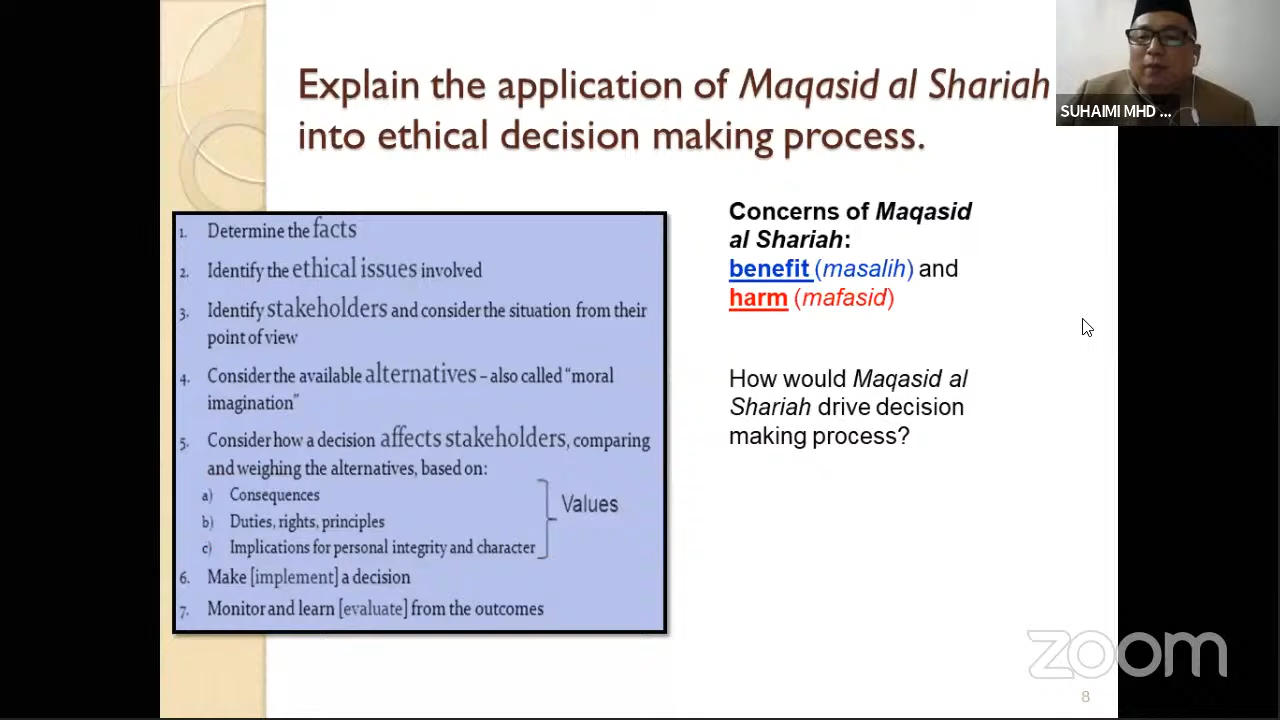 Explain the application of Maqasid al Shariah
into ethical decision making process.
SUHAIMI MHD ...
1. Determine the facts
2. Identify the ethical issues involved
3. Identify stakeholders and consider the situation from their
point of view
4. Consider the available alternatives – also called “moral
imagination”
5. Consider how a decision affects stakeholders, comparing
and weighing the alternatives, based on:
a) Consequences
b) Duties, rights, principles
c) Implications for personal integrity and character
Values
6. Make [implement] a decision
7. Monitor and learn [evaluate] from the outcomes
Concerns of Maqasid
al Shariah:
benefit (masalih) and
harm (mafasid)
How would Maqasid al
Shariah drive decision
making process?
zoom
8